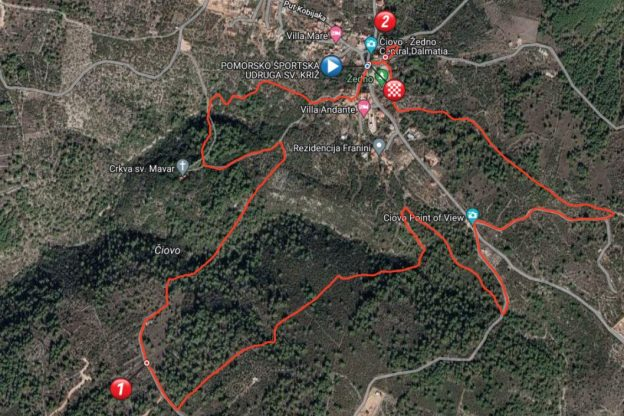 Put Kobiljaka
2
Villa Mare
Čiovo - Žedno
Central Dalmatia
POMORSKO ŠPORTSKA
UDRUGA SV. KRIŽ
Žedno
Villa Andante
Rezidencija Franini
Crkva sv. Mavar
Ciovo Point of View
Čiovo
1